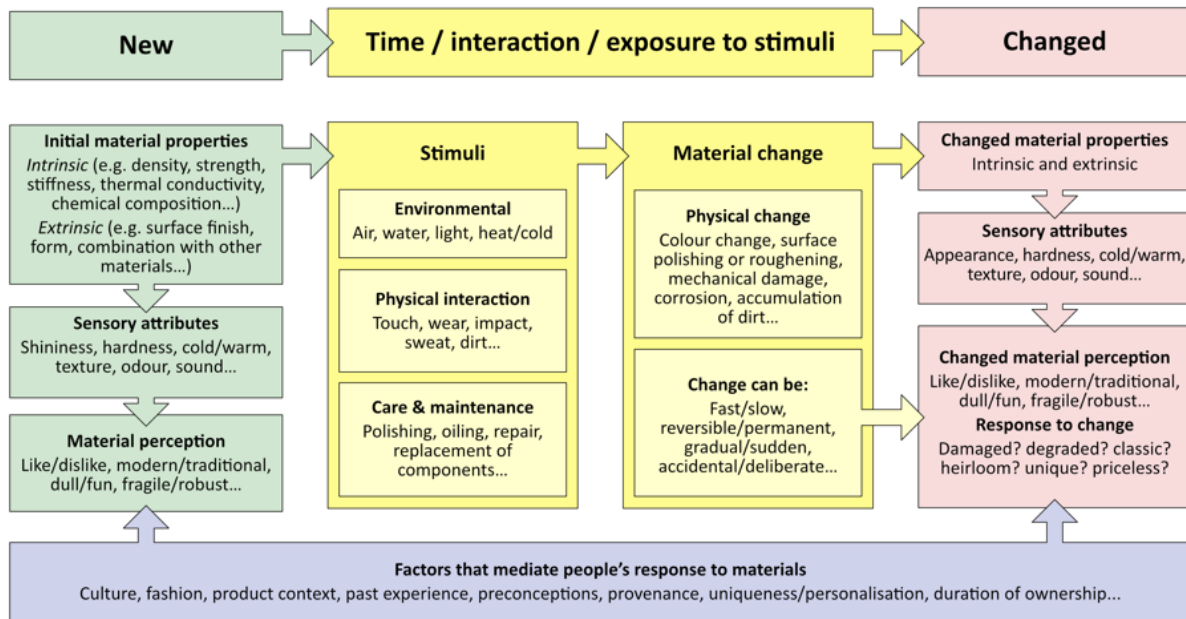 New
Time / interaction / exposure to stimuli
Changed
Initial material properties
Intrinsic (e.g. density, strength,
stiffness, thermal conductivity,
chemical composition...)
Extrinsic (e.g. surface finish,
form, combination with other
materials...)
Sensory attributes
Shininess, hardness, cold/warm,
texture, odour, sound...
Material perception
Like/dislike, modern/traditional,
dull/fun, fragile/robust...
Stimuli
Environmental
Air, water, light, heat/cold
Physical interaction
Touch, wear, impact,
sweat, dirt...
Care & maintenance
Polishing, oiling, repair,
replacement of
components...
Material change
Physical change
Colour change, surface
polishing or roughening,
mechanical damage,
corrosion, accumulation
of dirt...
Change can be:
Fast/slow,
reversible/permanent,
gradual/sudden,
accidental/deliberate...
Changed material properties
Intrinsic and extrinsic
Sensory attributes
Appearance, hardness, cold/warm,
texture, odour, sound...
Changed material perception
Like/dislike, modern/traditional,
dull/fun, fragile/robust...
Response to change
Damaged? degraded? classic?
heirloom? unique? priceless?
Factors that mediate people's response to materials
Culture, fashion, product context, past experience, preconceptions, provenance, uniqueness/personalisation, duration of ownership...